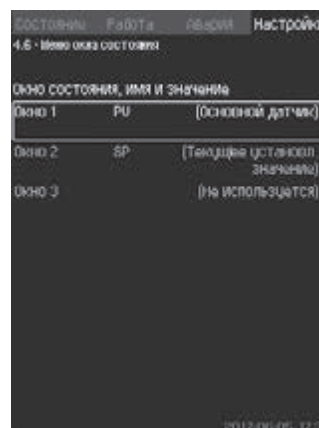 Состояние Работа Аварии Настройк
4.6 - Меню окна состояния
Окно состояния, имя и значение
Окно 1 PU (Основной датчик)
Окно 2 SP (Текущее установл.
значение)
Окно 3 (Не используется)